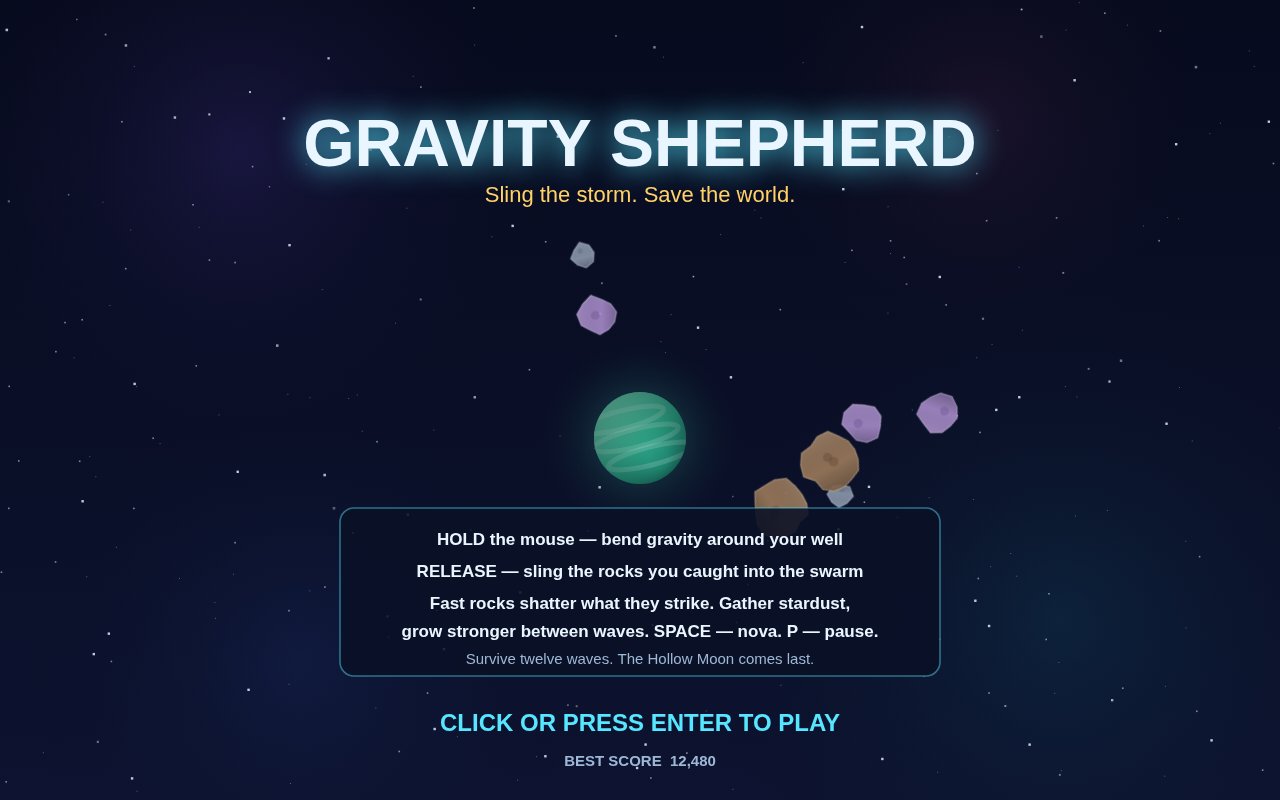 GRAVITY SHEPHERD
Sling the storm. Save the world.
HOLD the mouse — bend gravity around your well
RELEASE — sling the rocks you caught into the swarm
Fast rocks shatter what they strike. Gather stardust,
grow stronger between waves. SPACE — nova. P — pause.
Survive twelve waves. The Hollow Moon comes last.
CLICK OR PRESS ENTER TO PLAY
BEST SCORE 12,480